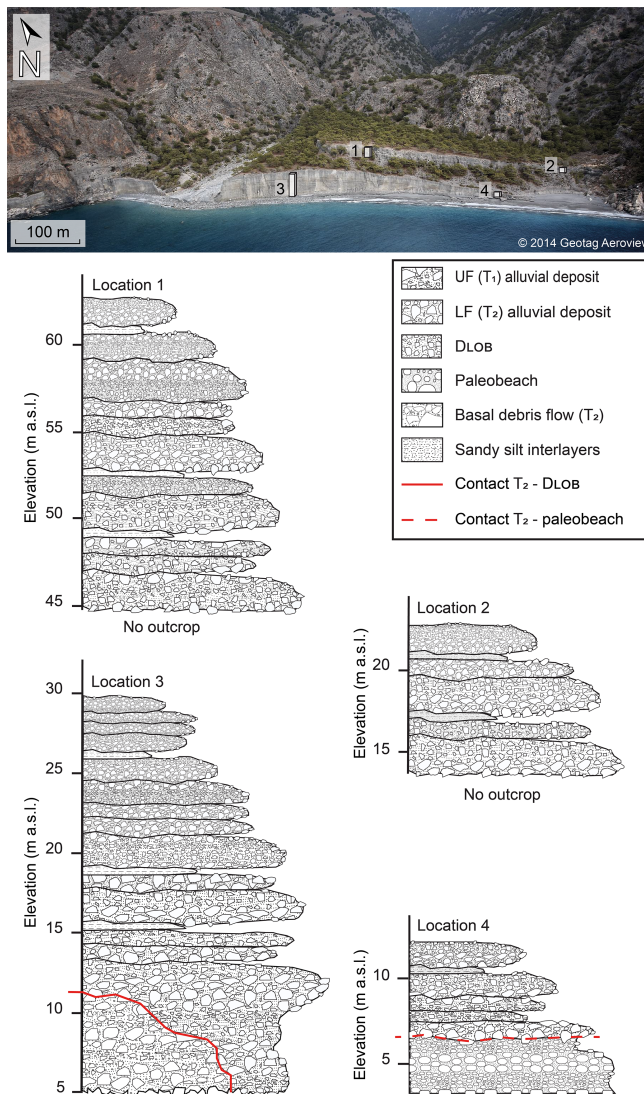 N
1
2
3
4
100 m
© 2014 Geotag Aeroview
Location 1
60
55
50
45
Elevation (m a.s.l.)
No outcrop
UF (T₁) alluvial deposit
LF (T₂) alluvial deposit
DLOB
Paleobeach
Basal debris flow (T₂)
Sandy silt interlayers
Contact T₂ - DLOB
Contact T₂ - paleobeach
Location 2
20
15
Elevation (m a.s.l.)
No outcrop
Location 3
30
25
20
15
10
5
Elevation (m a.s.l.)
Location 4
10
5
Elevation (m a.s.l.)